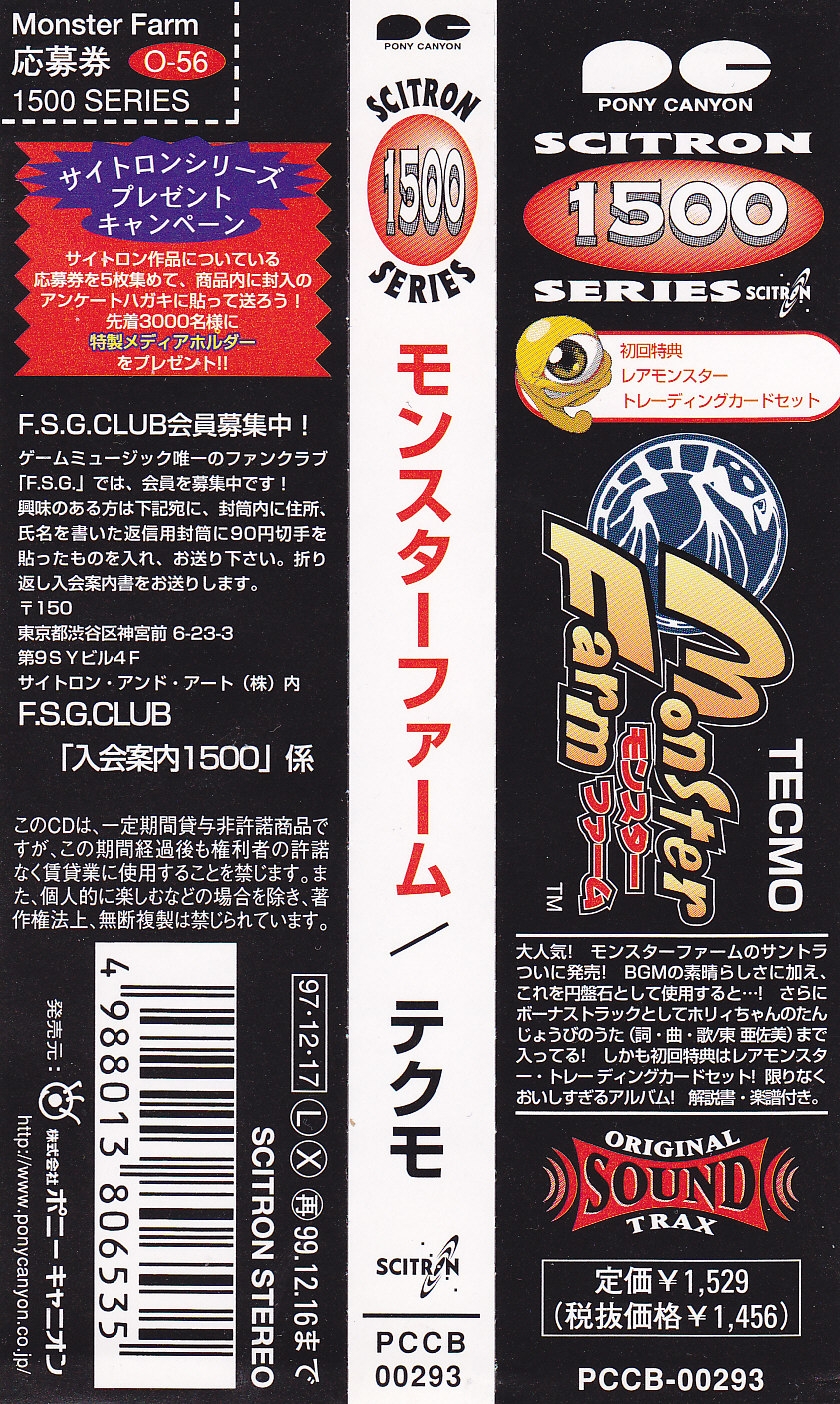 Monster Farm
応募券 O-56
1500 SERIES
サイトロンシリーズ
プレゼント
キャンペーン
サイトロン作品についている
応募券を5枚集めて、商品内に封入の
アンケートハガキに貼って送ろう！
先着3000名様に
特製メディアホルダー
をプレゼント!!
F.S.G.CLUB会員募集中！
ゲームミュージック唯一のファンクラブ
「F.S.G.」では、会員を募集中です！
興味のある方は下記宛に、封筒内に住所、
氏名を書いた返信用封筒に90円切手を
貼ったものを入れ、お送り下さい。折り
返し入会案内書をお送りします。
〒150
東京都渋谷区神宮前 6-23-3
第9ＳＹビル4Ｆ
サイトロン・アンド・アート（株）内
F.S.G.CLUB
「入会案内1500」係
このCDは、一定期間貸与非許諾商品で
すが、この期間経過後も権利者の許諾
なく賃貸業に使用することを禁じます。ま
た、個人的に楽しむなどの場合を除き、著
作権法上、無断複製は禁じられています。
97・12・17 Ⓛ Ⓧ 再 99.12.16まで
SCITRON STEREO
4 988013 806535
発売元： 株式会社 ポニーキャニオン
http://www.ponycanyon.co.jp/
PONY CANYON
SCITRON
1500
SERIES
モンスターファーム／テクモ
SCITRON
PCCB
00293
PONY CANYON
SCITRON
1500
SERIES SCITRON
初回特典
レアモンスター
トレーディングカードセット
TECMO
Monster
Farm
モンスター
ファーム
TM
大人気！ モンスターファームのサントラ
ついに発売！ BGMの素晴らしさに加え、
これを円盤石として使用すると…！ さらに
ボーナストラックとしてホリィちゃんのたん
じょうびのうた（詞・曲・歌/東 亜佐美）まで
入ってる！ しかも初回特典はレアモンスタ
ー・トレーディングカードセット！ 限りなく
おいしすぎるアルバム！ 解説書・楽譜付き。
ORIGINAL
SOUND
TRAX
定価￥1,529
（税抜価格￥1,456）
PCCB-00293